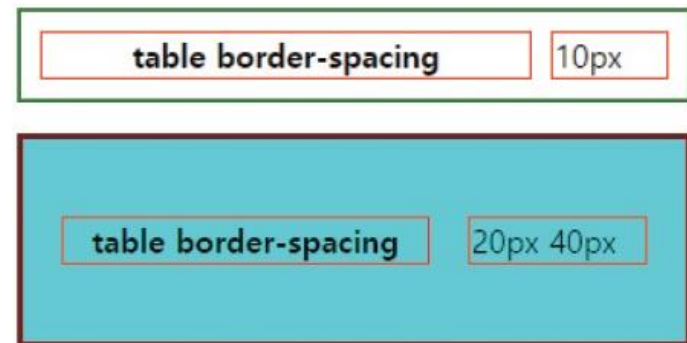 table border-spacing 10px
table border-spacing 20px 40px